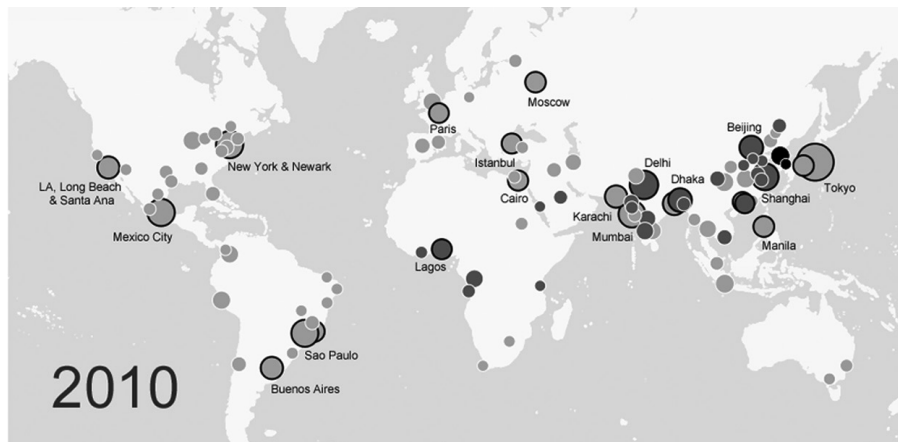 Moscow
Paris
Beijing
New York & Newark
Istanbul
Delhi
Dhaka
LA, Long Beach
& Santa Ana
Tokyo
Cairo
Shanghai
Karachi
Mexico City
Mumbai
Manila
Lagos
Sao Paulo
2010
Buenos Aires